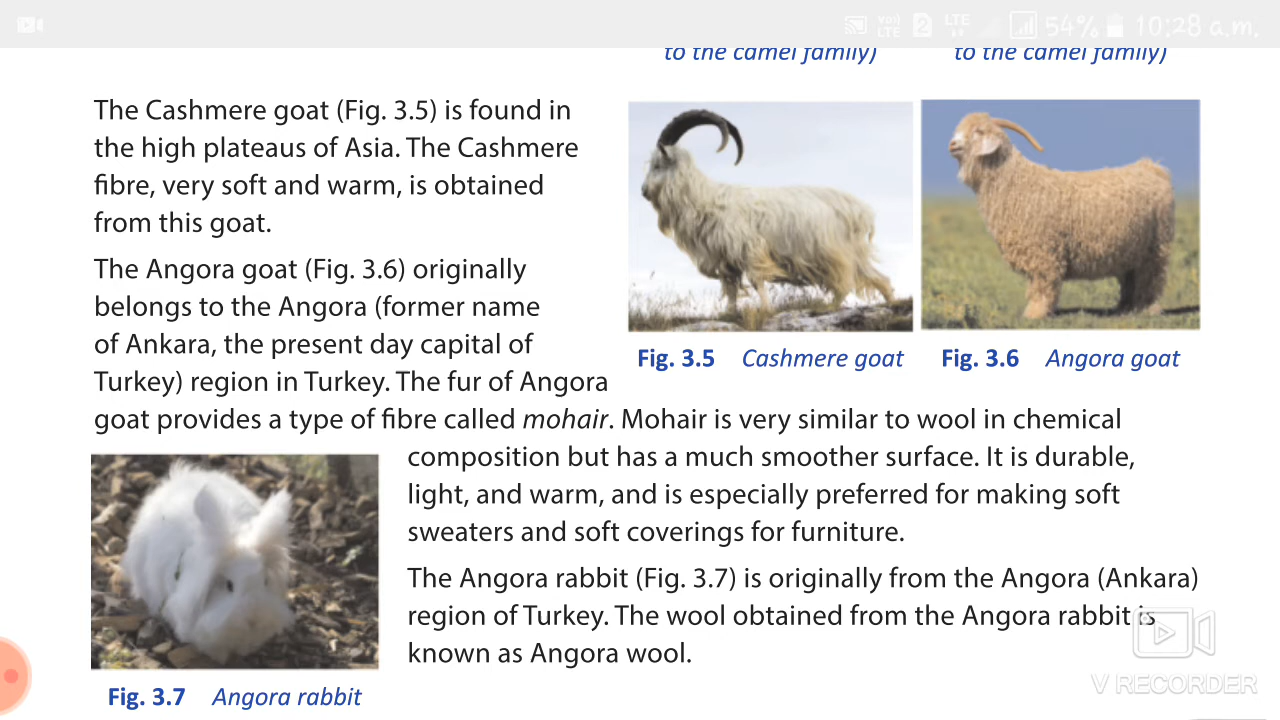 VoD LTE 2 LTE 54% 10:28 a.m.
to the camel family) to the camel family)
The Cashmere goat (Fig. 3.5) is found in
the high plateaus of Asia. The Cashmere
fibre, very soft and warm, is obtained
from this goat.
The Angora goat (Fig. 3.6) originally
belongs to the Angora (former name
of Ankara, the present day capital of
Turkey) region in Turkey. The fur of Angora
Fig. 3.5 Cashmere goat
Fig. 3.6 Angora goat
goat provides a type of fibre called mohair. Mohair is very similar to wool in chemical
composition but has a much smoother surface. It is durable,
light, and warm, and is especially preferred for making soft
sweaters and soft coverings for furniture.
The Angora rabbit (Fig. 3.7) is originally from the Angora (Ankara)
region of Turkey. The wool obtained from the Angora rabbit is
known as Angora wool.
Fig. 3.7 Angora rabbit
V RECORDER